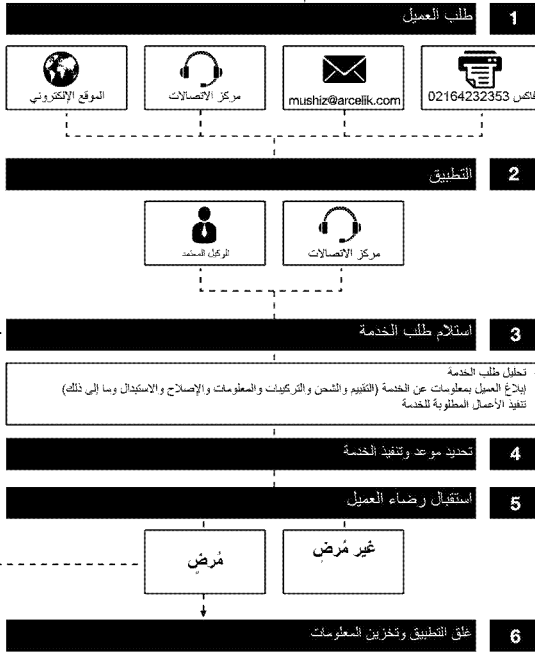 1 طلب العميل
فاكس 02164232353
mushiz@arcelik.com
مركز الاتصالات
الموقع الإلكتروني
2 التطبيق
مركز الاتصالات
الوكيل المعتمد
3 استلام طلب الخدمة
تحليل طلب الخدمة
إبلاغ العميل بمعلومات عن الخدمة (التقييم والشحن والتركيبات والمعلومات والإصلاح والاستبدال وما إلى ذلك)
تنفيذ الأعمال المطلوبة للخدمة
4 تحديد موعد وتنفيذ الخدمة
5 استقبال رضاء العميل
غير مُرضٍ
مُرضٍ
6 غلق التطبيق وتخزين المعلومات